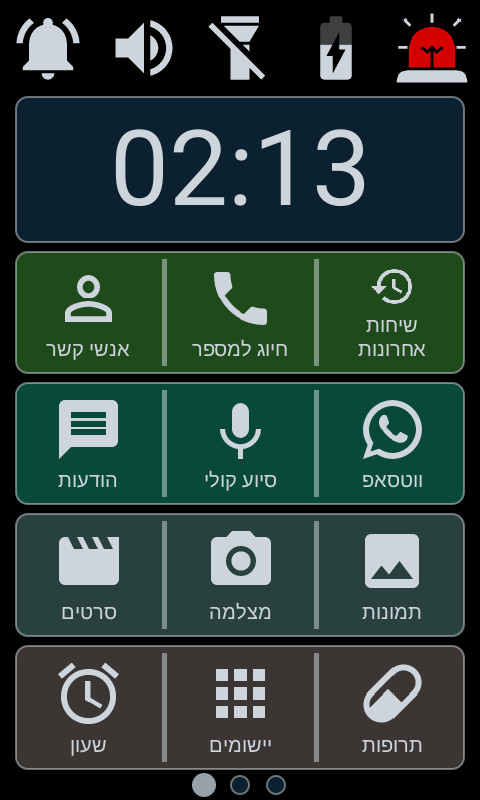 02:13
שיחות
אחרונות
חיוג למספר
אנשי קשר
ווטסאפ
סיוע קולי
הודעות
תמונות
מצלמה
סרטים
תרופות
יישומים
שעון